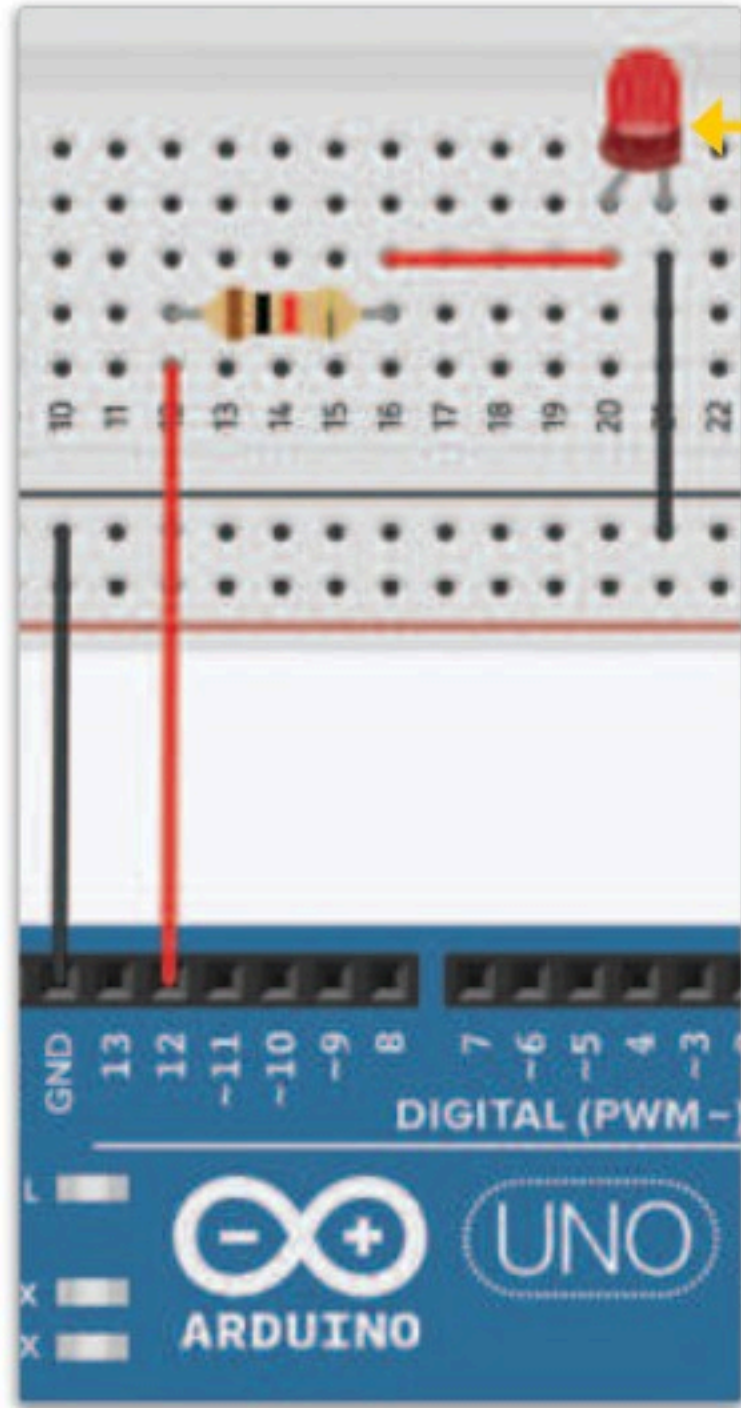 10 11 12 13 14 15 16 17 18 19 20 21 22
GND 13 12 ~11 ~10 ~9 8 7 ~6 ~5 4 ~3
DIGITAL (PWM~)
L
X
X
UNO
ARDUINO